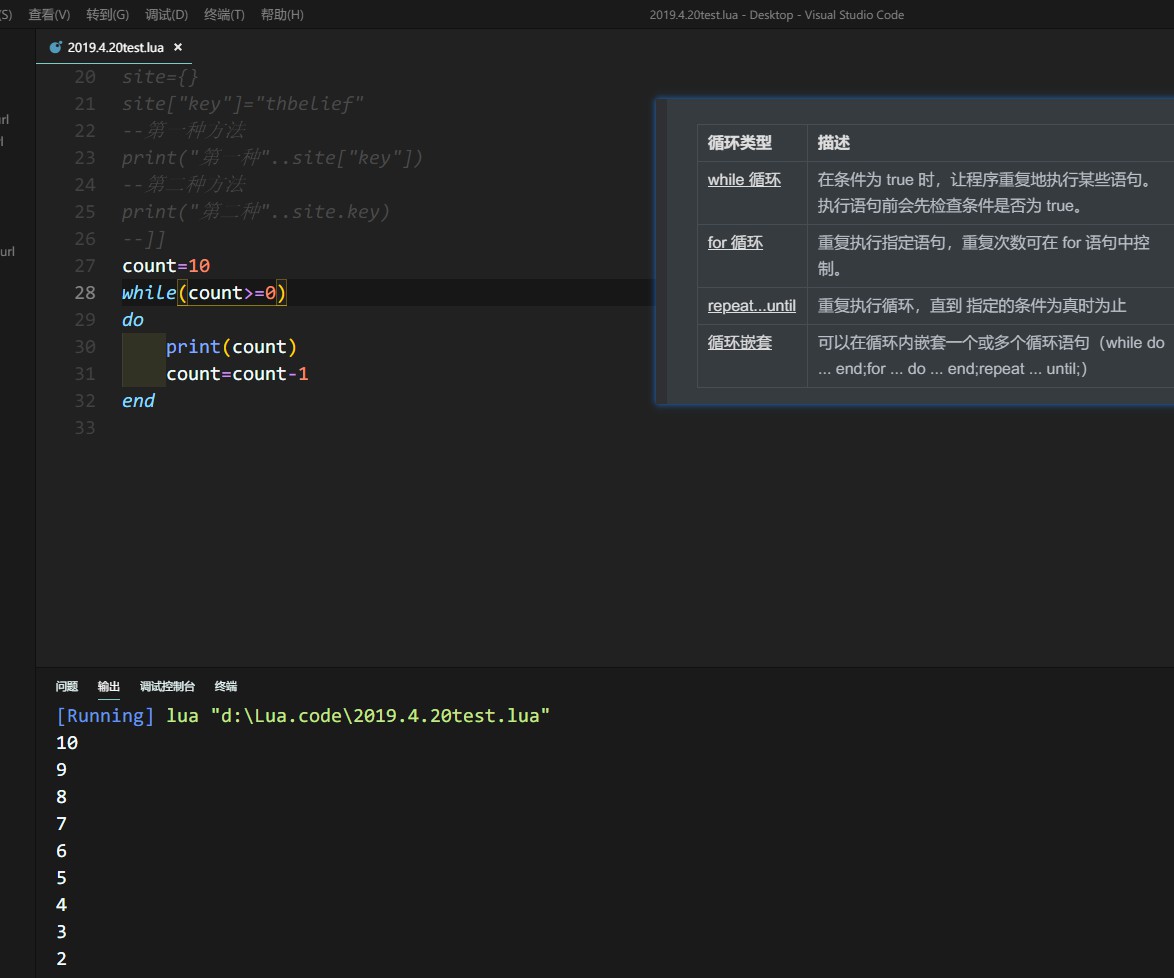 (S) 查看(V) 转到(G) 调试(D) 终端(T) 帮助(H) 2019.4.20test.lua - Desktop - Visual Studio Code
2019.4.20test.lua ×
20 site={}
21 site["key"]="thbelief"
22 --第一种方法
23 print("第一种"..site["key"])
24 --第二种方法
25 print("第二种"..site.key)
26 --]]
27 count=10
28 while(count>=0)
29 do
30 print(count)
31 count=count-1
32 end
33
url
循环类型 描述
while 循环 在条件为 true 时，让程序重复地执行某些语句。
执行语句前会先检查条件是否为 true。
for 循环 重复执行指定语句，重复次数可在 for 语句中控
制。
repeat...until 重复执行循环，直到 指定的条件为真时为止
循环嵌套 可以在循环内嵌套一个或多个循环语句（while do
... end;for ... do ... end;repeat ... until;）
问题 输出 调试控制台 终端
[Running] lua "d:\Lua.code\2019.4.20test.lua"
10
9
8
7
6
5
4
3
2